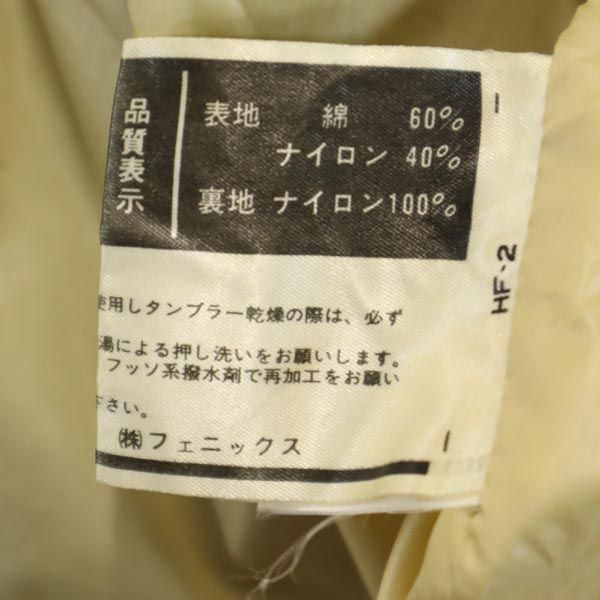 品質表示
表地 綿 60%
ナイロン 40%
裏地 ナイロン100%
使用しタンブラー乾燥の際は、必ず
湯による押し洗いをお願いします。
フッソ系撥水剤で再加工をお願い
下さい。
㈱フェニックス
HF-2